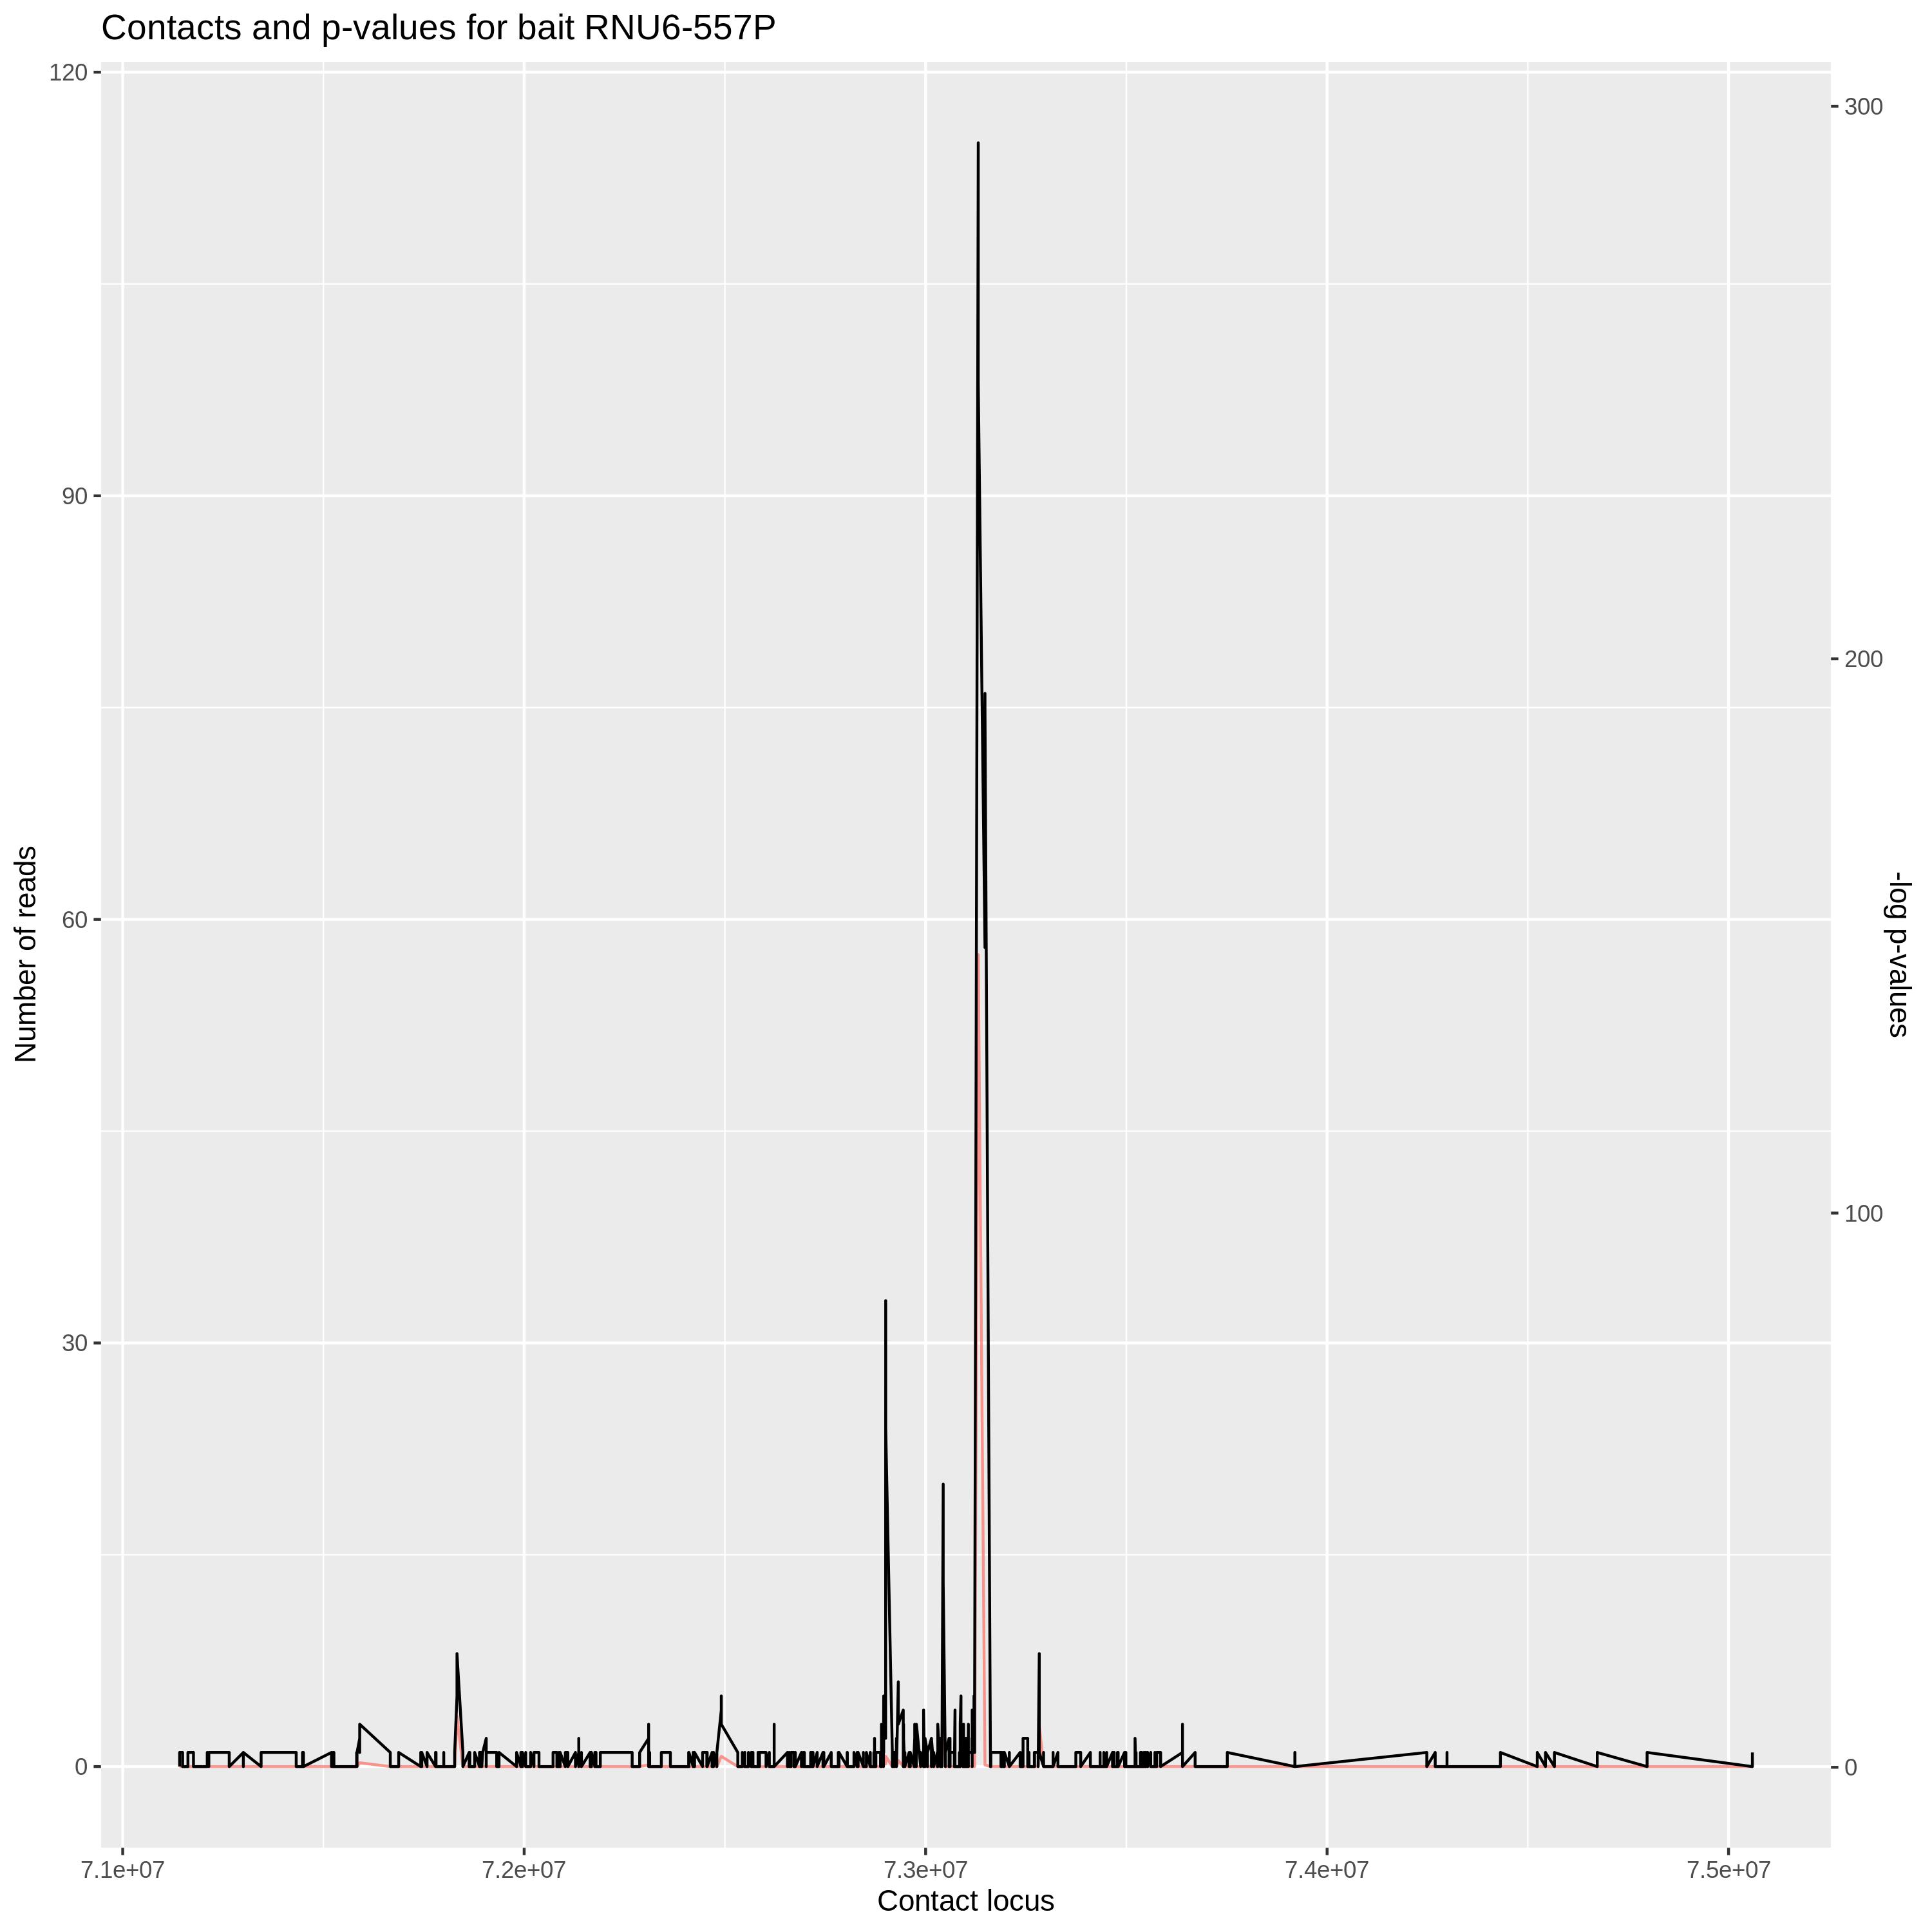 Contacts and p-values for bait RNU6-557P
120
90
60
30
0
300
200
100
0
Number of reads
-log p-values
7.1e+07 7.2e+07 7.3e+07 7.4e+07 7.5e+07
Contact locus